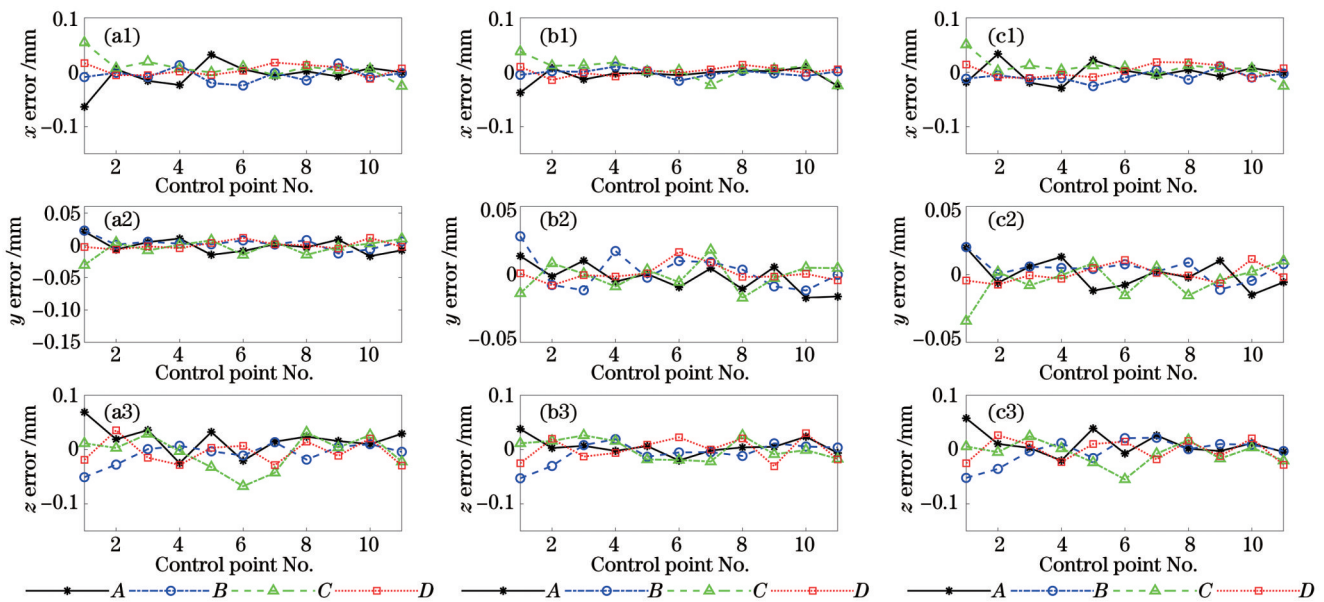 (a1)
0.1
0
−0.1
x error /mm
2 4 6 8 10
Control point No.
(b1)
0.1
0
−0.1
x error /mm
2 4 6 8 10
Control point No.
(c1)
0.1
0
−0.1
x error /mm
2 4 6 8 10
Control point No.
(a2)
0.05
0
−0.05
−0.10
−0.15
y error /mm
2 4 6 8 10
Control point No.
(b2)
0.05
0
−0.05
y error /mm
2 4 6 8 10
Control point No.
(c2)
0.05
0
−0.05
y error /mm
2 4 6 8 10
Control point No.
(a3)
0.1
0
−0.1
z error /mm
2 4 6 8 10
Control point No.
(b3)
0.1
0
−0.1
z error /mm
2 4 6 8 10
Control point No.
(c3)
0.1
0
−0.1
z error /mm
2 4 6 8 10
Control point No.
A B C D
A B C D
A B C D